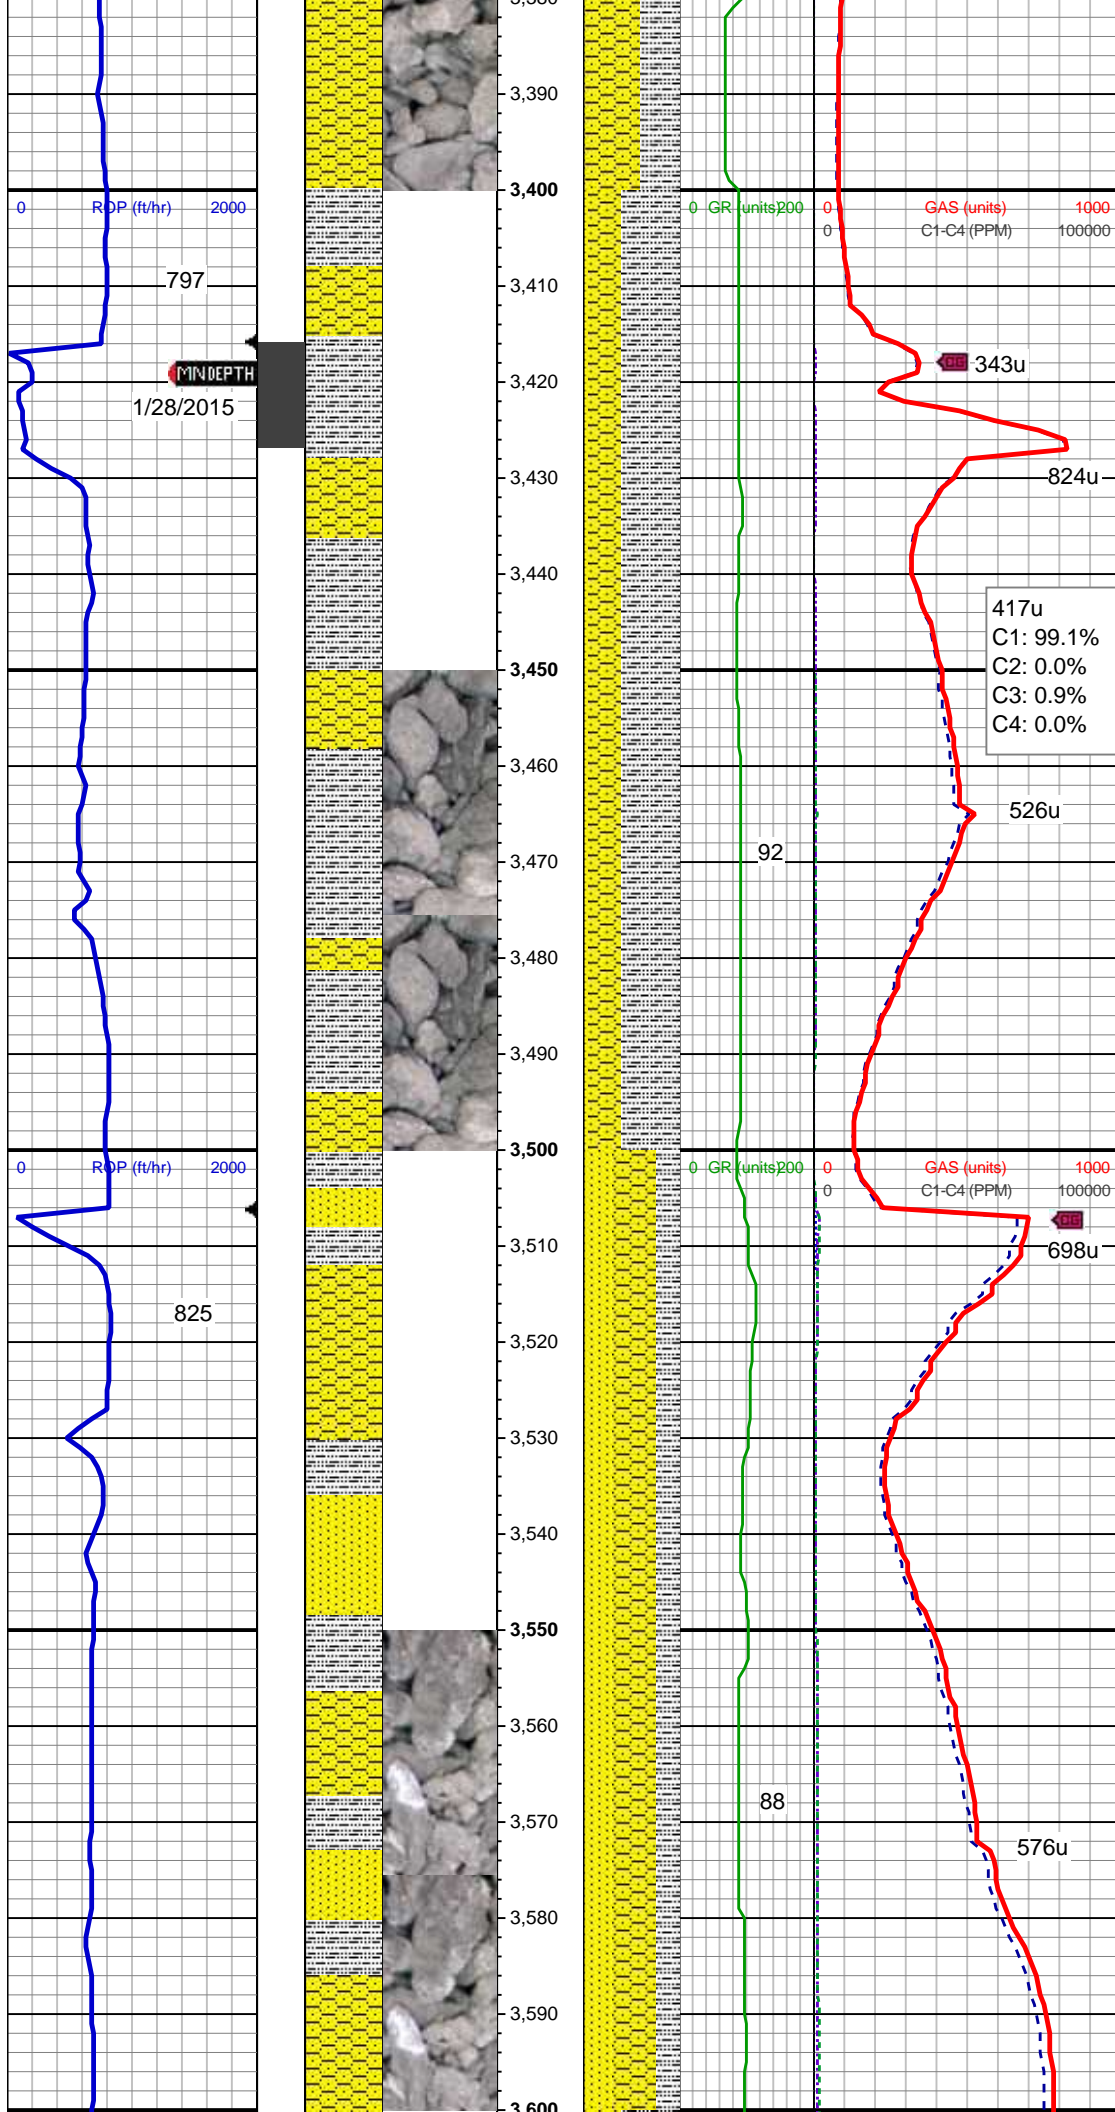 3,380
3,390
3,400
0 ROP (ft/hr) 2000
0 GR (units) 200
0 GAS (units) 1000
0 C1-C4 (PPM) 100000
797
3,410
343u
MNDEPTH
3,420
1/28/2015
824u
3,430
3,440
417u
C1: 99.1%
C2: 0.0%
C3: 0.9%
C4: 0.0%
3,450
3,460
526u
92
3,470
3,480
3,490
3,500
0 ROP (ft/hr) 2000
0 GR (units) 200
0 GAS (units) 1000
0 C1-C4 (PPM) 100000
CG
3,510
698u
825
3,520
3,530
3,540
3,550
3,560
88
3,570
576u
3,580
3,590
3,600